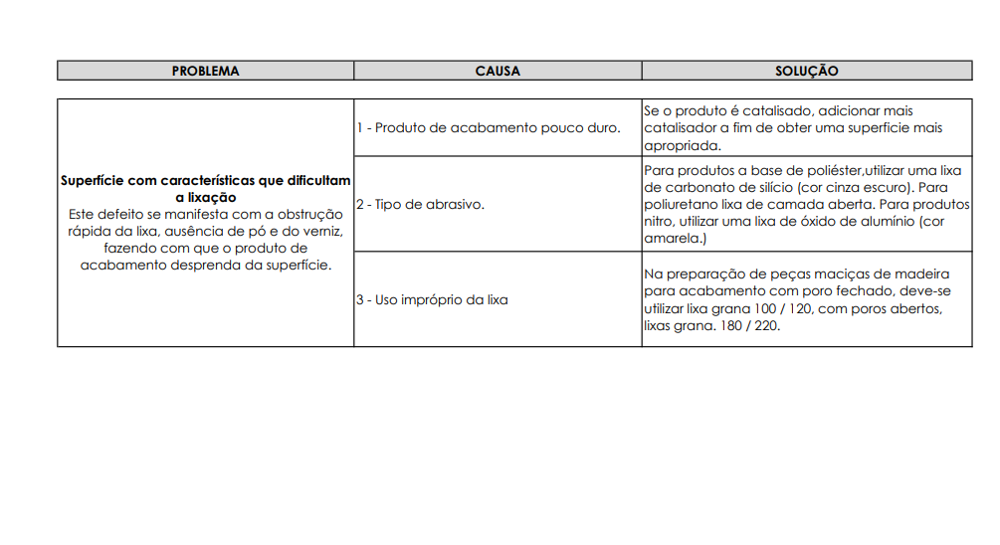 PROBLEMA
CAUSA
SOLUÇÃO
Superfície com características que dificultam
a lixação
Este defeito se manifesta com a obstrução
rápida da lixa, ausência de pó e do verniz,
fazendo com que o produto de
acabamento desprenda da superfície.
1 - Produto de acabamento pouco duro.
Se o produto é catalisado, adicionar mais
catalisador a fim de obter uma superficie mais
apropriada.
2 - Tipo de abrasivo.
Para produtos a base de poliéster,utilizar uma lixa
de carbonato de silício (cor cinza escuro). Para
poliuretano lixa de camada aberta. Para produtos
nitro, utilizar uma lixa de óxido de alumínio (cor
amarela.)
3 - Uso impróprio da lixa
Na preparação de peças maciças de madeira
para acabamento com poro fechado, deve-se
utilizar lixa grana 100 / 120, com poros abertos,
lixas grana. 180 / 220.